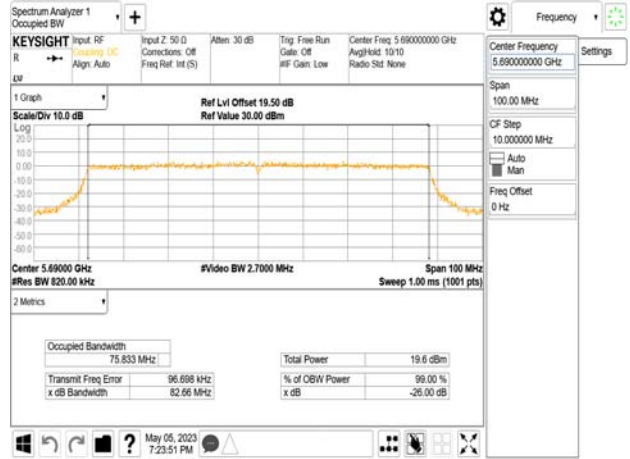 Spectrum Analyzer 1
Occupied BW
+
Frequency
KEYSIGHT
R
LVI
Input: RF
Coupling: DC
Align: Auto
Input Z: 50 Ω
Corrections: Off
Freq Ref: Int (S)
Atten: 30 dB
Trig: Free Run
Gate: Off
#IF Gain: Low
Center Freq: 5.690000000 GHz
Avg|Hold: 10/10
Radio Std: None
Center Frequency
5.690000000 GHz
Settings
Span
100.00 MHz
CF Step
10.000000 MHz
Auto
Man
Freq Offset
0 Hz
1 Graph
Scale/Div 10.0 dB
Ref Lvl Offset 19.50 dB
Ref Value 30.00 dBm
Log
20.0
10.0
0.00
-10.0
-20.0
-30.0
-40.0
-50.0
-60.0
Center 5.69000 GHz
#Res BW 820.00 kHz
#Video BW 2.7000 MHz
Span 100 MHz
Sweep 1.00 ms (1001 pts)
2 Metrics
Occupied Bandwidth
75.833 MHz
Total Power 19.6 dBm
Transmit Freq Error 96.698 kHz
% of OBW Power 99.00 %
x dB Bandwidth 82.66 MHz
x dB -26.00 dB
?
May 05, 2023
7:23:51 PM